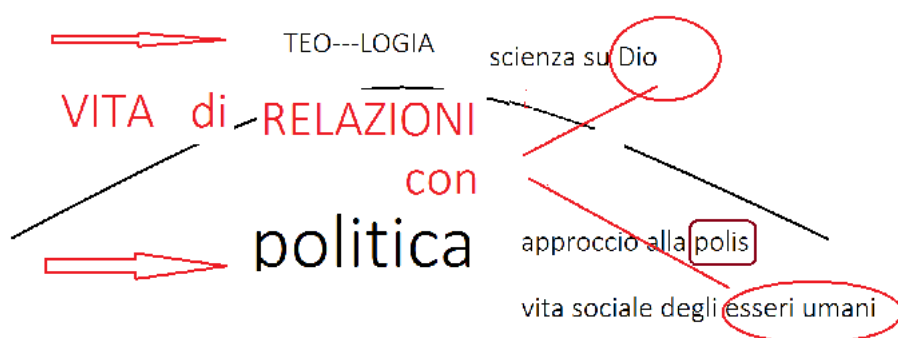 TEO---LOGIA
scienza su Dio
VITA di RELAZIONI
con
politica
approccio alla polis
vita sociale degli esseri umani